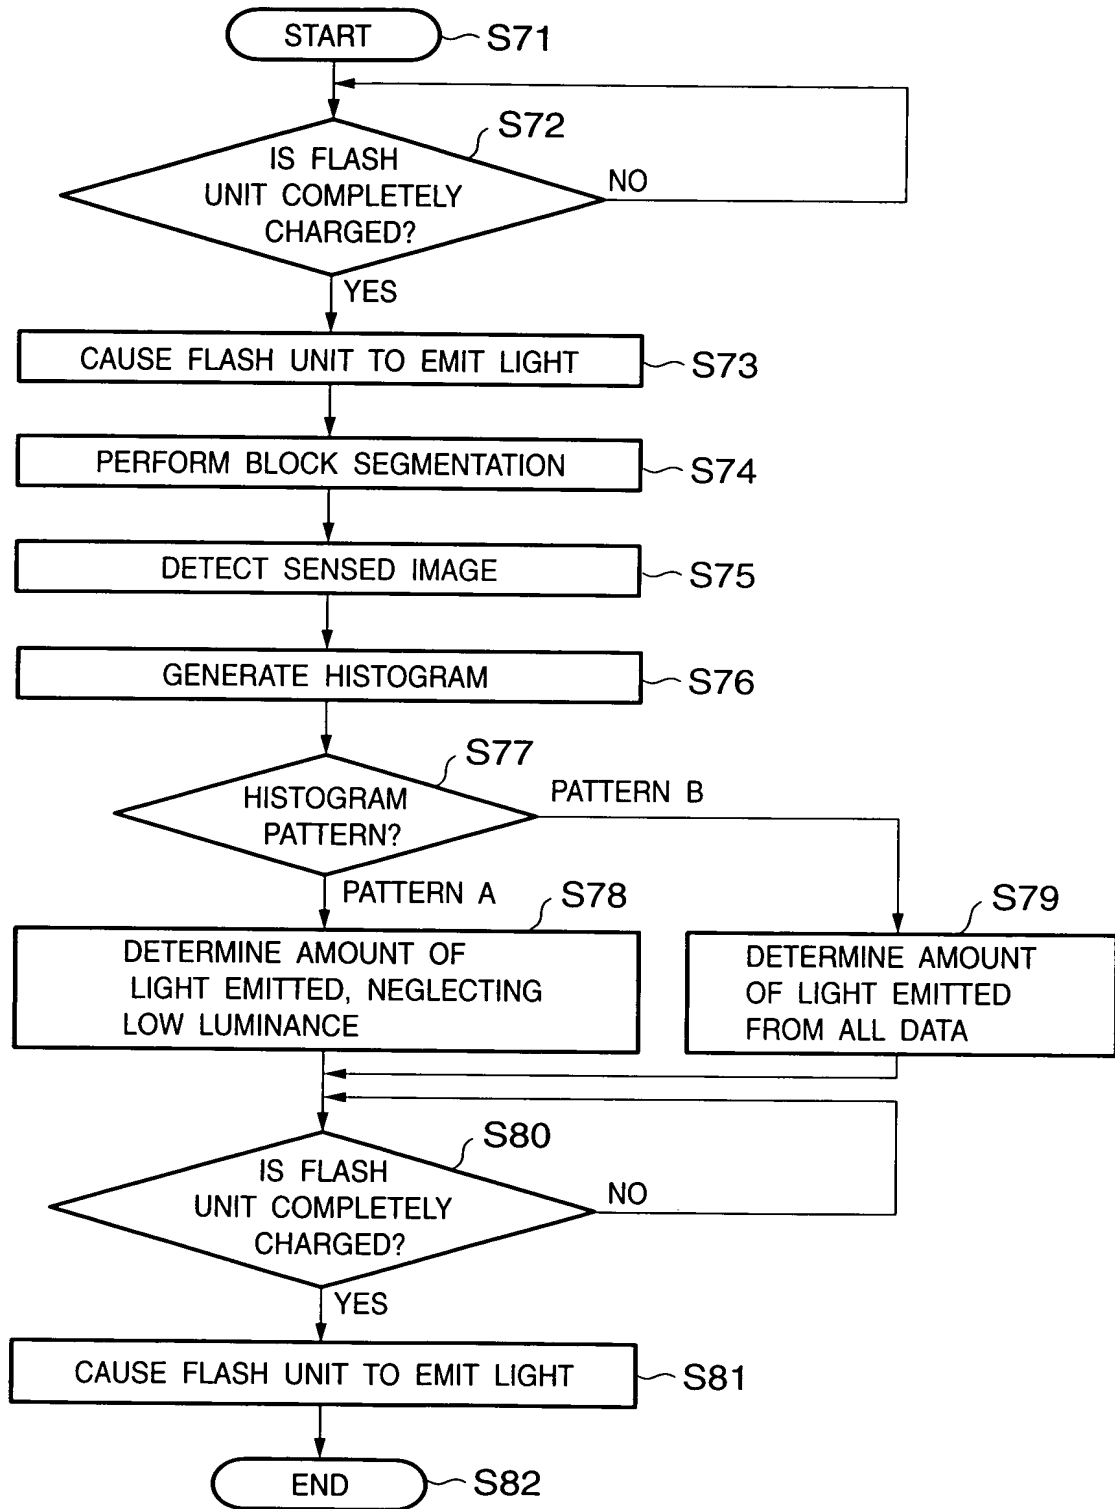 START
S71
S72
IS FLASH
UNIT COMPLETELY
CHARGED?
NO
YES
CAUSE FLASH UNIT TO EMIT LIGHT
S73
PERFORM BLOCK SEGMENTATION
S74
DETECT SENSED IMAGE
S75
GENERATE HISTOGRAM
S76
S77
HISTOGRAM
PATTERN?
PATTERN B
PATTERN A
S78
DETERMINE AMOUNT OF
LIGHT EMITTED, NEGLECTING
LOW LUMINANCE
S79
DETERMINE AMOUNT
OF LIGHT EMITTED
FROM ALL DATA
S80
IS FLASH
UNIT COMPLETELY
CHARGED?
NO
YES
CAUSE FLASH UNIT TO EMIT LIGHT
S81
END
S82